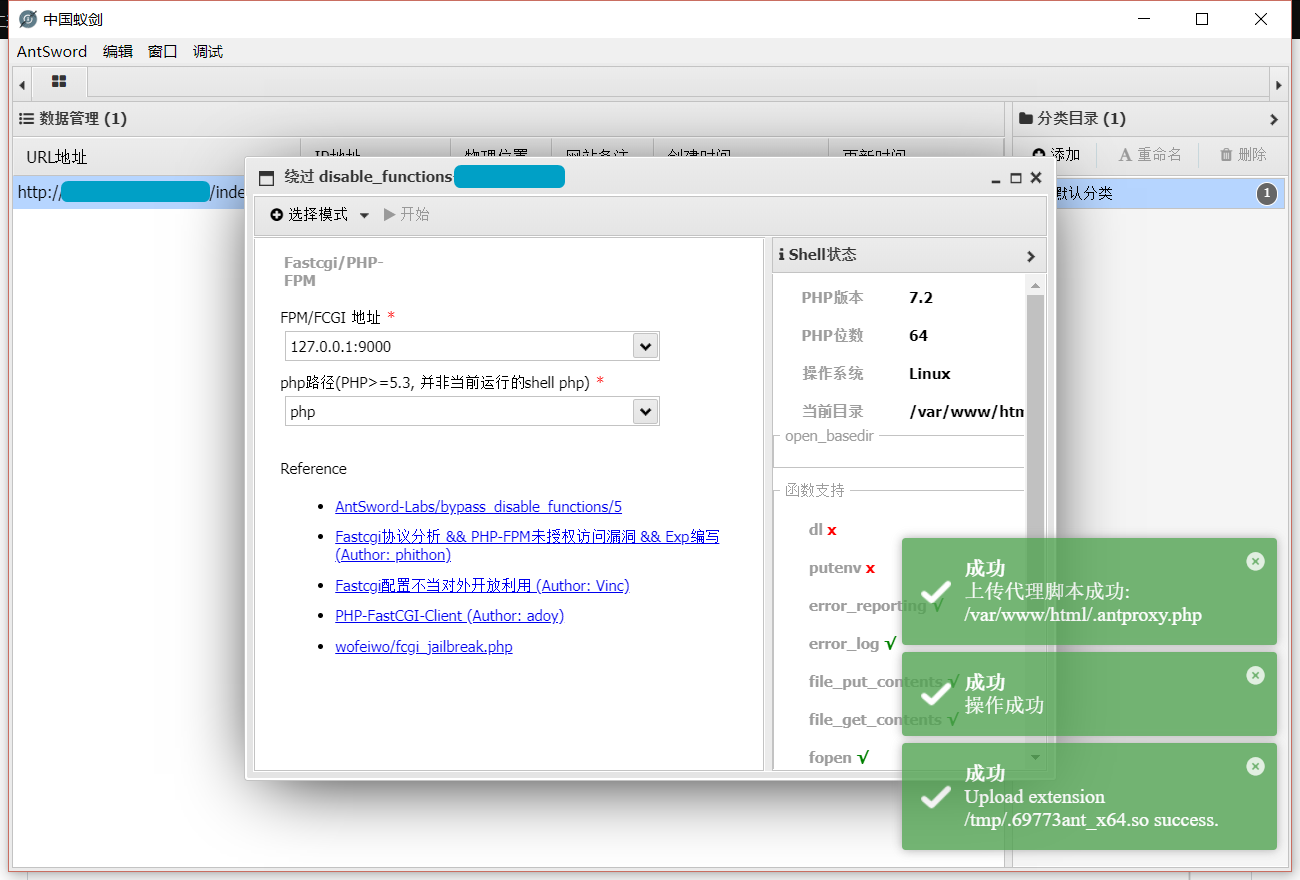 中国蚁剑
AntSword 编辑 窗口 调试
数据管理 (1)
分类目录 (1)
URL地址 IP地址 物理位置 网站备注 创建时间 更新时间
添加 重命名 删除
http:// /inde
默认分类 1
绕过 disable_functions
选择模式 开始
Fastcgi/PHP-
FPM
FPM/FCGI 地址 *
127.0.0.1:9000
php路径(PHP>=5.3, 并非当前运行的shell php) *
php
Reference
AntSword-Labs/bypass_disable_functions/5
Fastcgi协议分析 && PHP-FPM未授权访问漏洞 && Exp编写
(Author: phithon)
Fastcgi配置不当对外开放利用 (Author: Vinc)
PHP-FastCGI-Client (Author: adoy)
wofeiwo/fcgi_jailbreak.php
Shell状态
PHP版本 7.2
PHP位数 64
操作系统 Linux
当前目录 /var/www/htm
open_basedir
函数支持
dl x
putenv x
error_reporting √
error_log √
file_put_contents √
file_get_contents √
fopen √
成功
上传代理脚本成功:
/var/www/html/.antproxy.php
成功
操作成功
成功
Upload extension
/tmp/.69773ant_x64.so success.